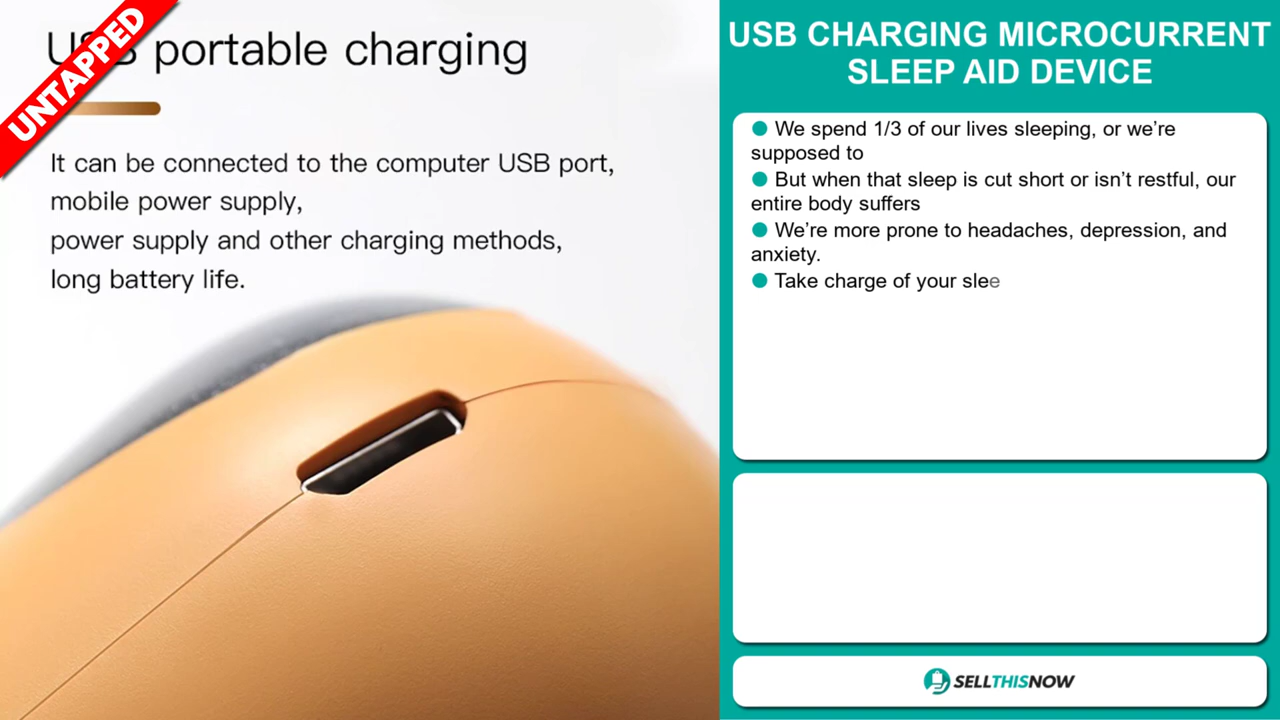 UNTAPPED
USB portable charging
It can be connected to the computer USB port,
mobile power supply,
power supply and other charging methods,
long battery life.
USB CHARGING MICROCURRENT
SLEEP AID DEVICE
● We spend 1/3 of our lives sleeping, or we’re
supposed to
● But when that sleep is cut short or isn’t restful, our
entire body suffers
● We’re more prone to headaches, depression, and
anxiety.
● Take charge of your slee
SELLTHISNOW